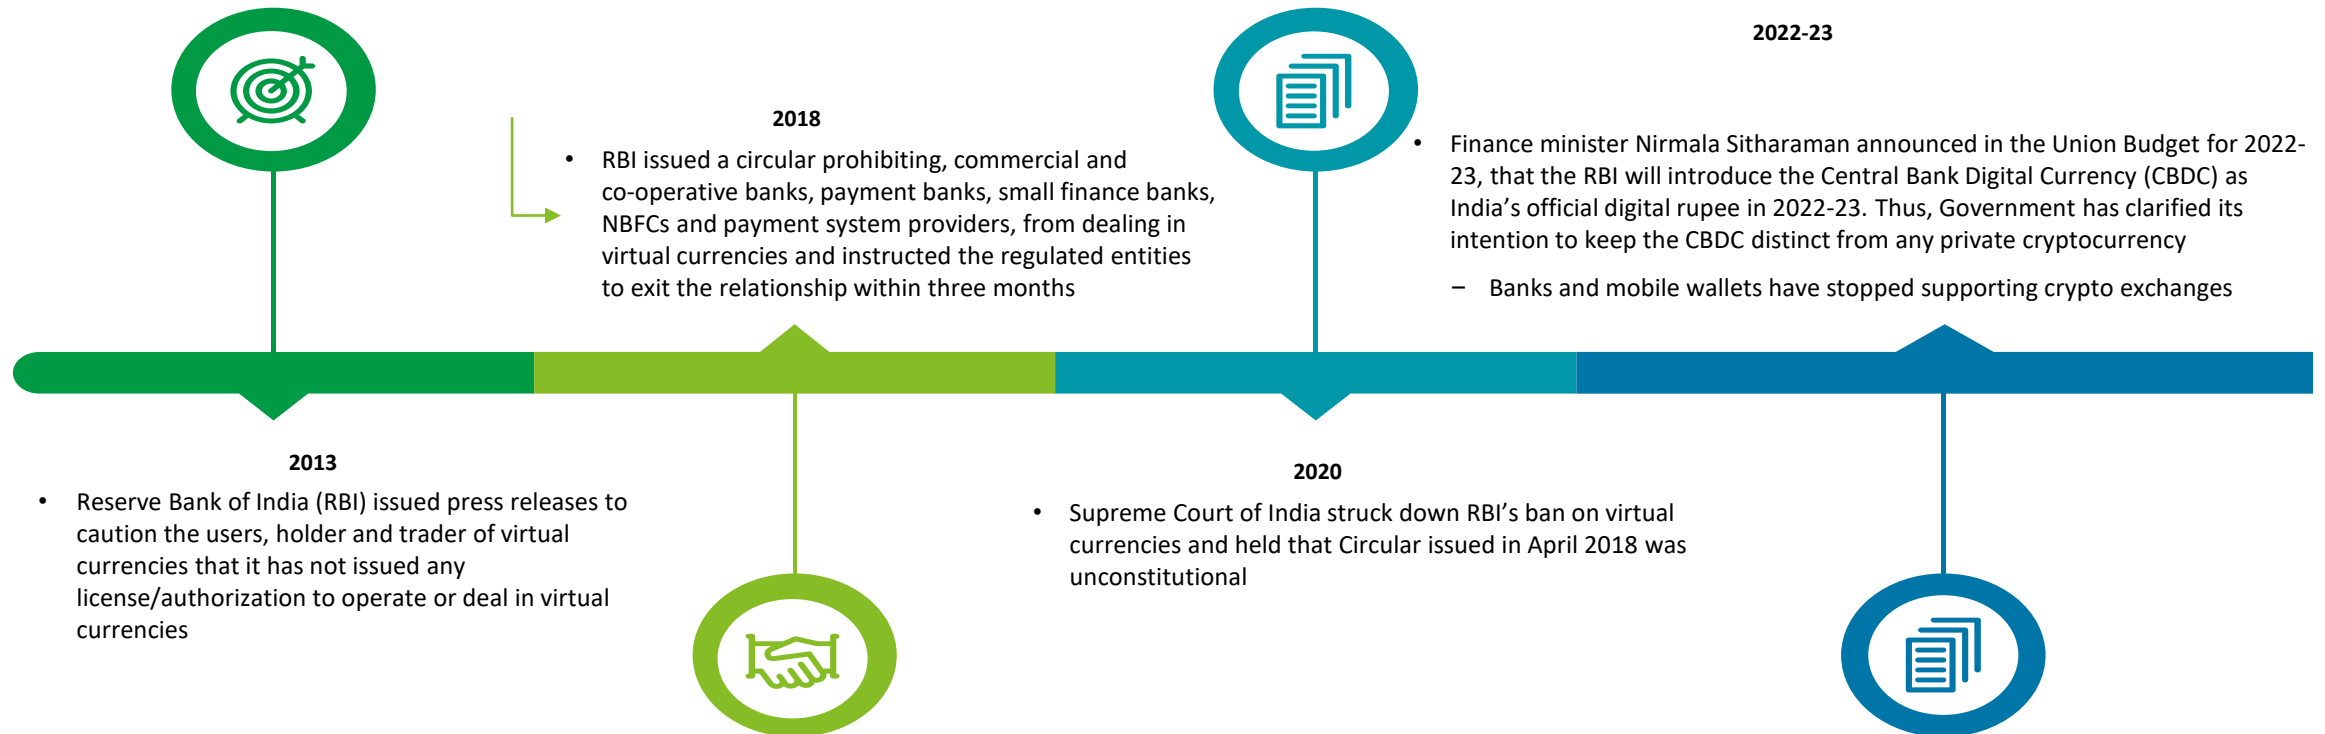 2013
• Reserve Bank of India (RBI) issued press releases to
caution the users, holder and trader of virtual
currencies that it has not issued any
license/authorization to operate or deal in virtual
currencies
2018
• RBI issued a circular prohibiting, commercial and
co-operative banks, payment banks, small finance banks,
NBFCs and payment system providers, from dealing in
virtual currencies and instructed the regulated entities
to exit the relationship within three months
2020
• Supreme Court of India struck down RBI’s ban on virtual
currencies and held that Circular issued in April 2018 was
unconstitutional
2022-23
• Finance minister Nirmala Sitharaman announced in the Union Budget for 2022-
23, that the RBI will introduce the Central Bank Digital Currency (CBDC) as
India’s official digital rupee in 2022-23. Thus, Government has clarified its
intention to keep the CBDC distinct from any private cryptocurrency
– Banks and mobile wallets have stopped supporting crypto exchanges